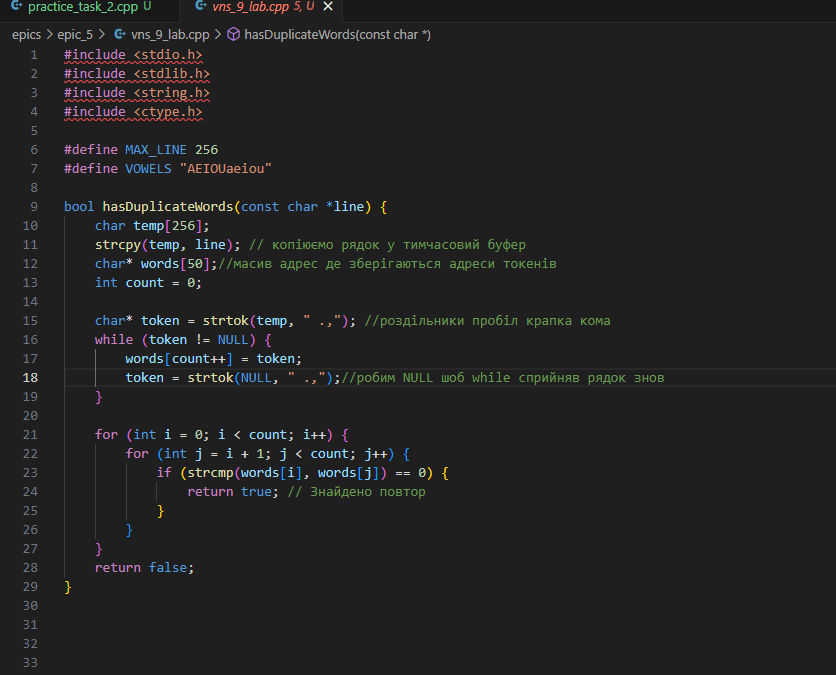 practice_task_2.cpp U
vns_9_lab.cpp 5, U
epics > epic_5 > vns_9_lab.cpp > hasDuplicateWords(const char *)
1 #include <stdio.h>
2 #include <stdlib.h>
3 #include <string.h>
4 #include <ctype.h>
5
6 #define MAX_LINE 256
7 #define VOWELS "AEIOUaeiou"
8
9 bool hasDuplicateWords(const char *line) {
10     char temp[256];
11     strcpy(temp, line); // копіюємо рядок у тимчасовий буфер
12     char* words[50];//масив адрес де зберігаються адреси токенів
13     int count = 0;
14
15     char* token = strtok(temp, " .,"); //роздільники пробіл крапка кома
16     while (token != NULL) {
17         words[count++] = token;
18         token = strtok(NULL, " .,");//робим NULL шоб while сприйняв рядок знов
19     }
20
21     for (int i = 0; i < count; i++) {
22         for (int j = i + 1; j < count; j++) {
23             if (strcmp(words[i], words[j]) == 0) {
24                 return true; // Знайдено повтор
25             }
26         }
27     }
28     return false;
29 }
30
31
32
33